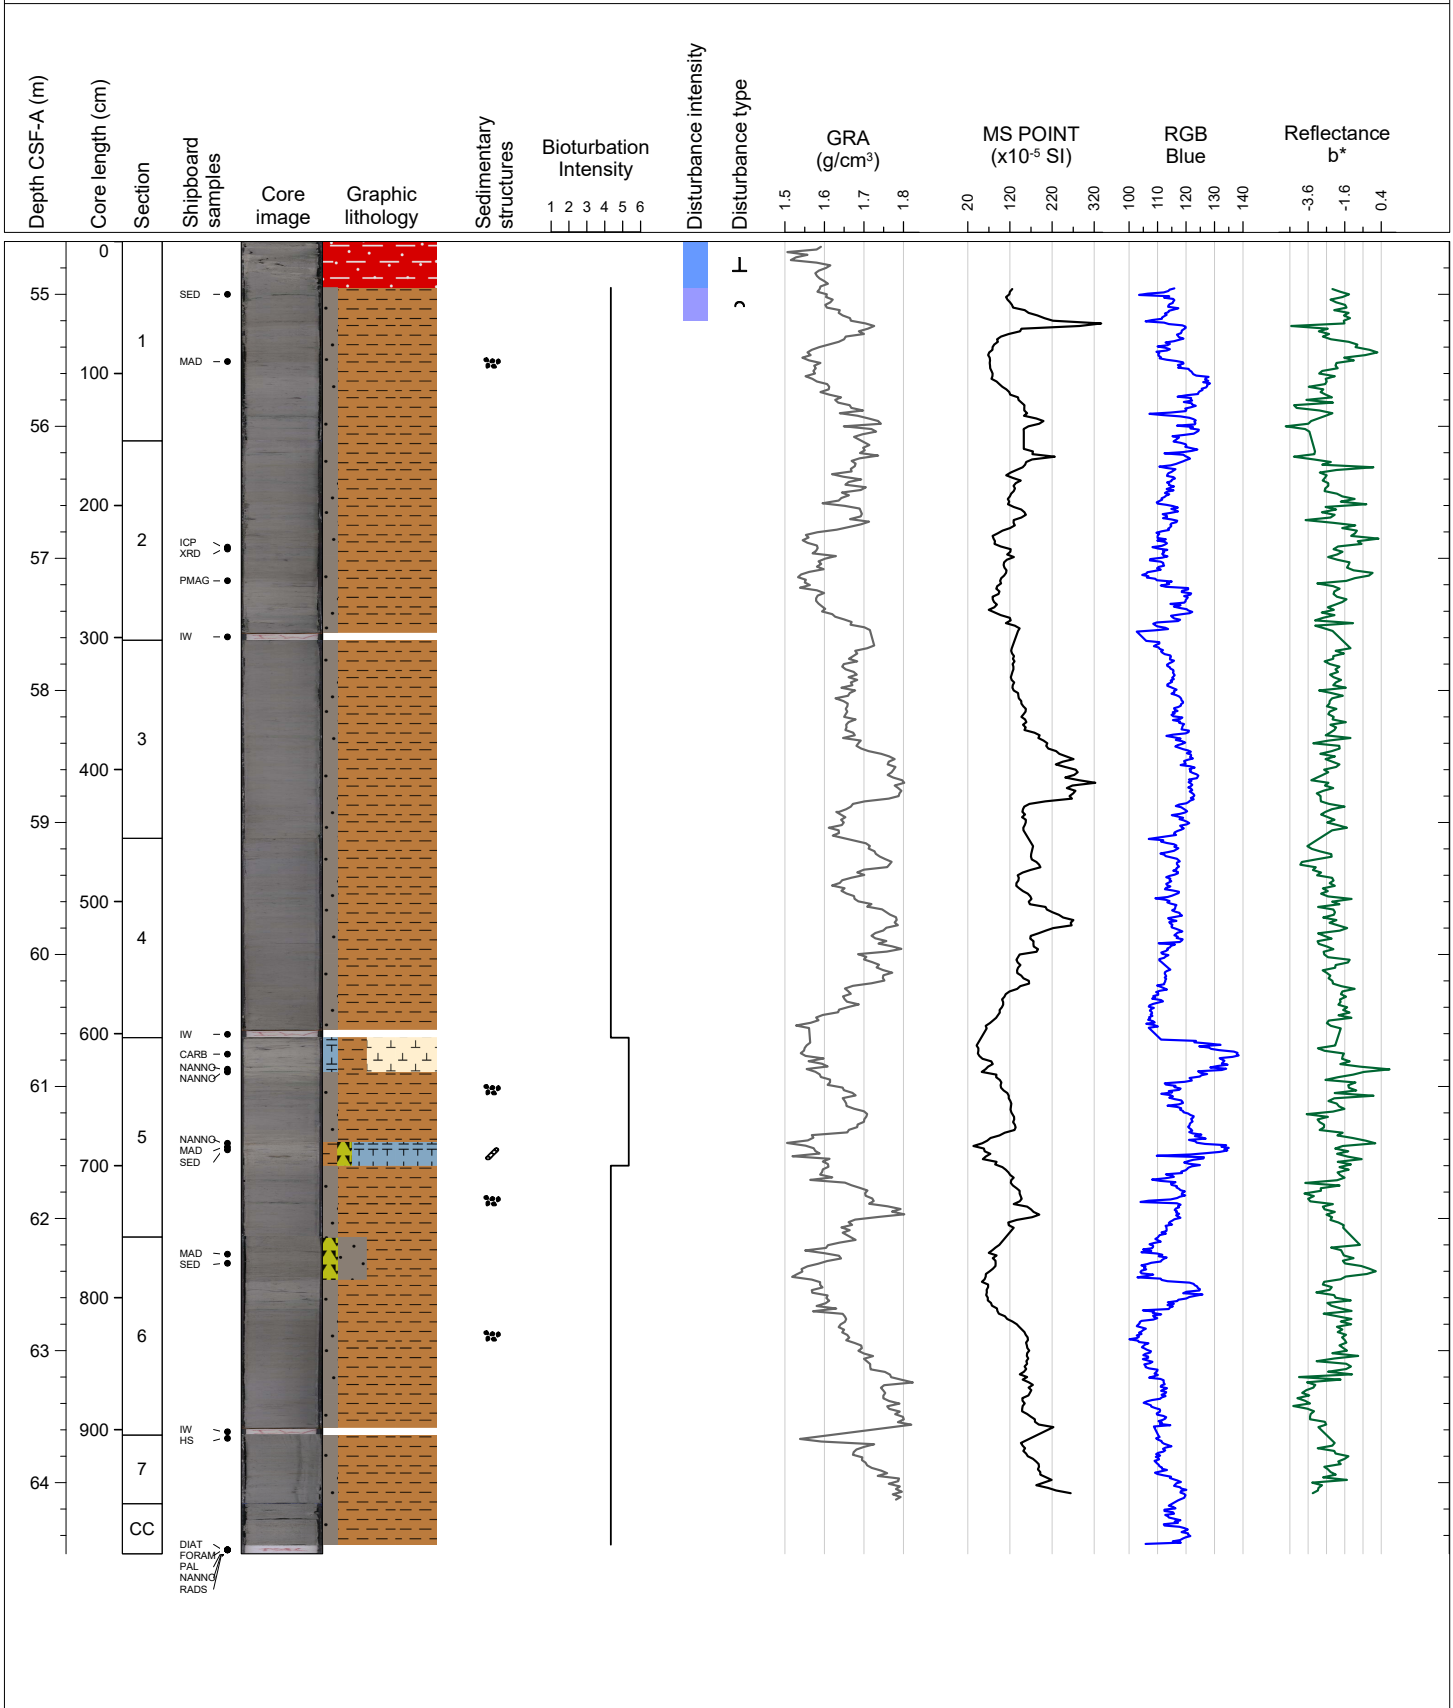 Depth CSF-A (m)
Core length (cm)
Section
Shipboard
samples
Core
image
Graphic
lithology
Sedimentary
structures
Bioturbation
Intensity
1 2 3 4 5 6
Disturbance intensity
Disturbance type
GRA
(g/cm³)
1.5 1.6 1.7 1.8
MS POINT
(x10⁻⁵ SI)
20 120 220 320
RGB
Blue
100 110 120 130 140
Reflectance
b*
-3.6 -1.6 0.4
0
55
SED
1
MAD
100
56
200
2
ICP
XRD
57
PMAG
IW
300
58
3
400
59
500
4
60
600
IW
CARB
NANNO
NANNO
61
5
NANNO
MAD
SED
700
62
MAD
SED
800
6
63
900
IW
HS
7
64
CC
DIAT
FORAM
PAL
NANNO
RADS